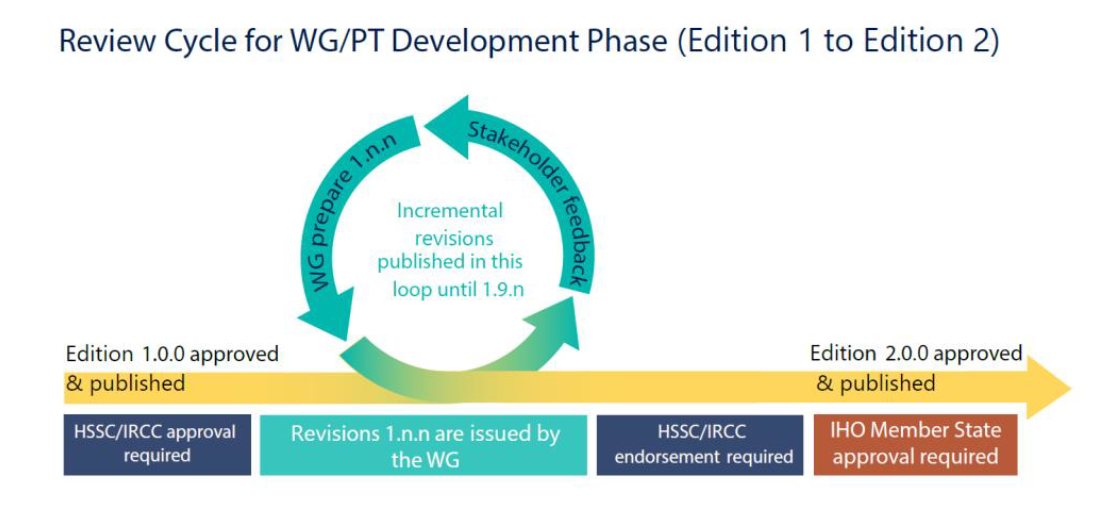 Review Cycle for WG/PT Development Phase (Edition 1 to Edition 2)
WG prepare 1.n.n
Stakeholder feedback
Incremental
revisions
published in this
loop until 1.9.n
Edition 1.0.0 approved
& published
Edition 2.0.0 approved
& published
HSSC/IRCC approval
required
Revisions 1.n.n are issued by
the WG
HSSC/IRCC
endorsement required
IHO Member State
approval required